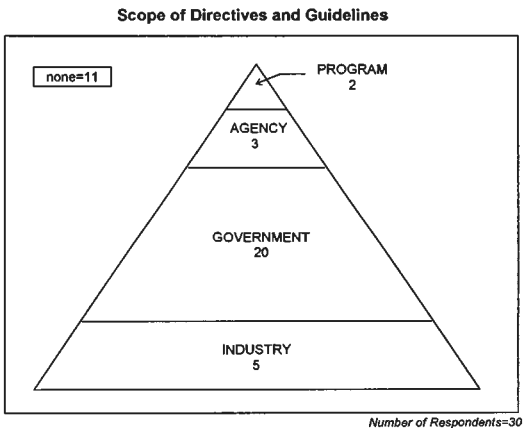 Scope of Directives and Guidelines
none=11
PROGRAM
2
AGENCY
3
GOVERNMENT
20
INDUSTRY
5
Number of Respondents=30